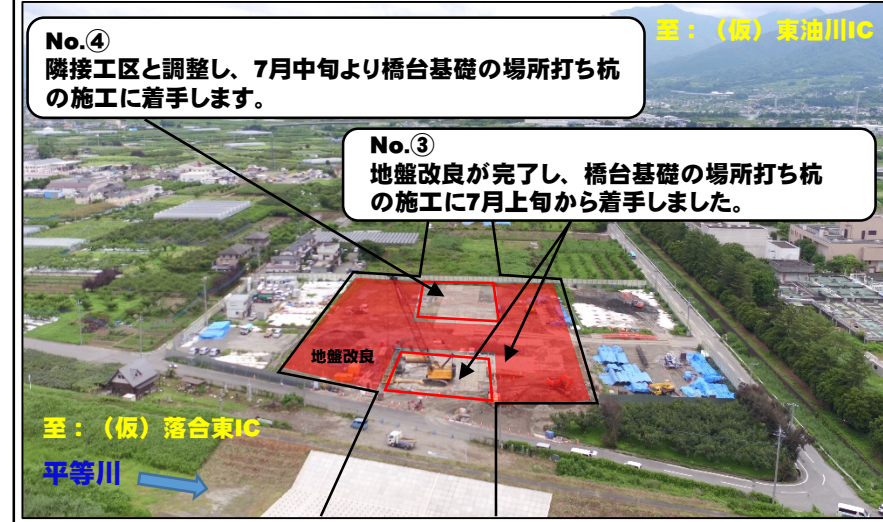 至：（仮）東油川IC
No.④
隣接工区と調整し、7月中旬より橋台基礎の場所打ち杭
の施工に着手します。
No.③
地盤改良が完了し、橋台基礎の場所打ち杭
の施工に7月上旬から着手しました。
地盤改良
至：（仮）落合東IC
平等川